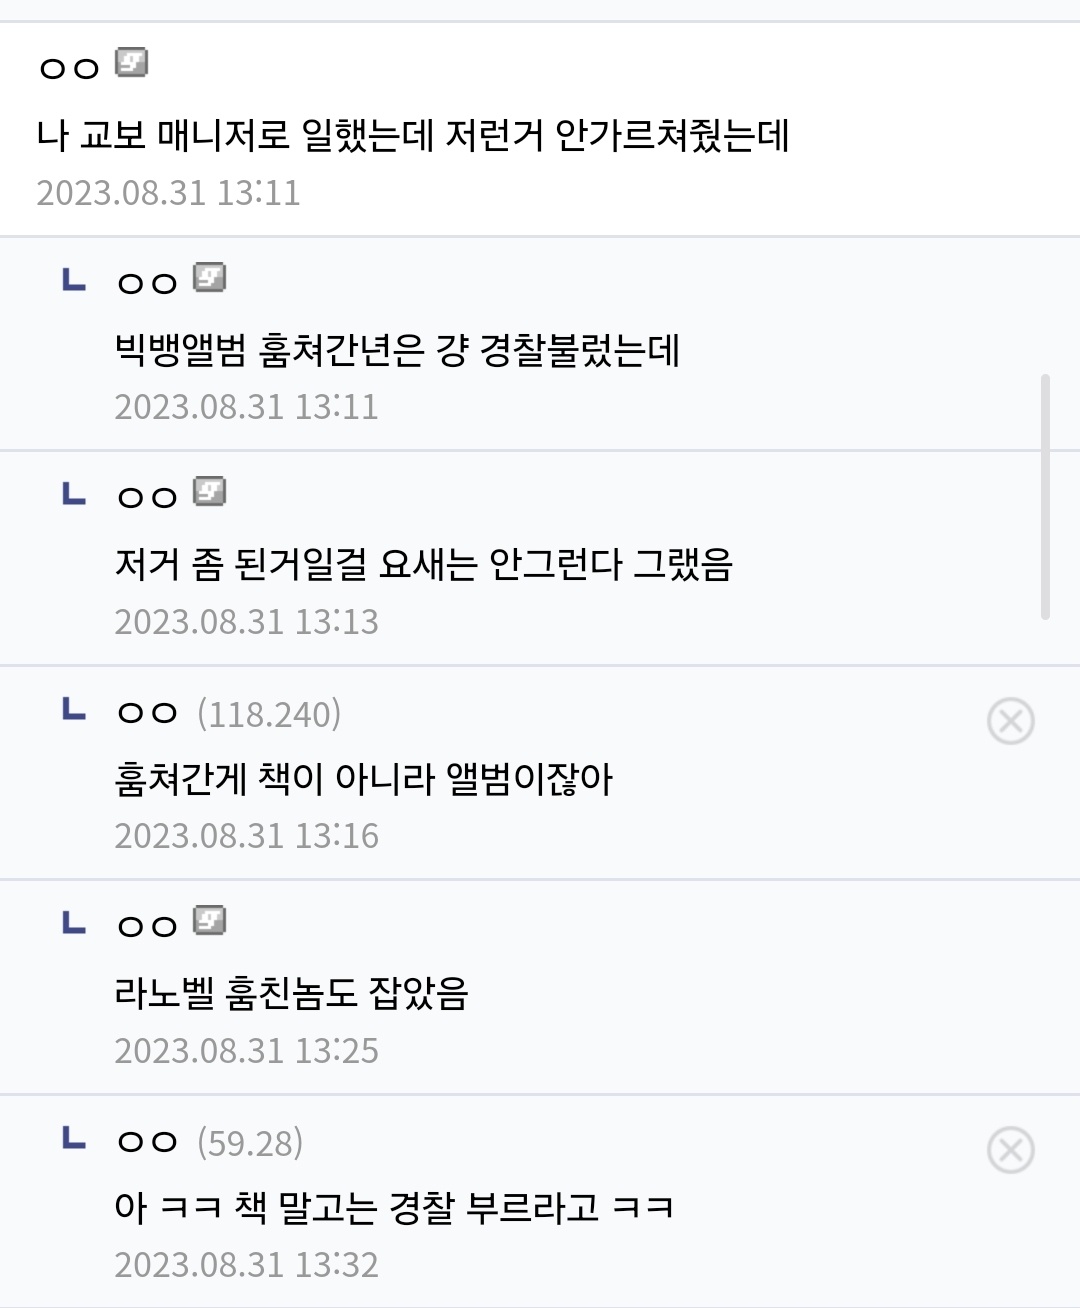 ㅇㅇ
나 교보 매니저로 일했는데 저런거 안가르쳐줬는데
2023.08.31 13:11
ㅇㅇ
빅뱅앨범 훔쳐간년은 걍 경찰불렀는데
2023.08.31 13:11
ㅇㅇ
저거 좀 된거일걸 요새는 안그런다 그랬음
2023.08.31 13:13
ㅇㅇ (118.240)
훔쳐간게 책이 아니라 앨범이잖아
2023.08.31 13:16
ㅇㅇ
라노벨 훔친놈도 잡았음
2023.08.31 13:25
ㅇㅇ (59.28)
아 ㅋㅋ 책 말고는 경찰 부르라고 ㅋㅋ
2023.08.31 13:32